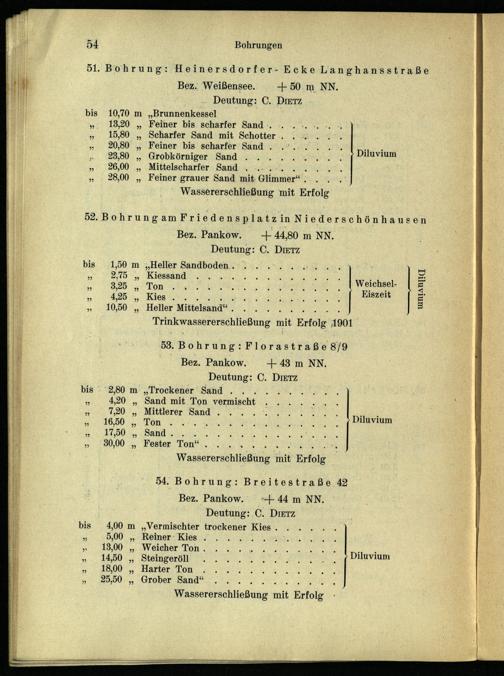 54
Bohrungen
51. Bohrung: Heinersdorfer- Ecke Langhansstraße
Bez. Weißensee. + 50 m NN.
Deutung: C. DIETZ
bis 10,70 m „Brunnenkessel
„ 13,20 „ Feiner bis scharfer Sand . . . . . . .
„ 15,80 „ Scharfer Sand mit Schotter . . . . . .
„ 20,80 „ Feiner bis scharfer Sand . . . . . . .
„ 23,80 „ Grobkörniger Sand . . . . . . . . . Diluvium
„ 26,00 „ Mittelscharfer Sand . . . . . . . . .
„ 28,00 „ Feiner grauer Sand mit Glimmer“ . . . .
Wassererschließung mit Erfolg
52. Bohrung am Friedensplatz in Niederschönhausen
Bez. Pankow. + 44,80 m NN.
Deutung: C. DIETZ
bis 1,50 m „Heller Sandboden . . . . . . . . . .
„ 2,75 „ Kiessand . . . . . . . . . . . . .
„ 3,25 „ Ton . . . . . . . . . . . . . . . Weichsel-Eiszeit Diluvium
„ 4,25 „ Kies . . . . . . . . . . . . . . .
„ 10,50 „ Heller Mittelsand“ . . . . . . . . . .
Trinkwassererschließung mit Erfolg 1901
53. Bohrung: Florastraße 8/9
Bez. Pankow. + 43 m NN.
Deutung: C. DIETZ
bis 2,80 m „Trockener Sand . . . . . . . . . .
„ 4,20 „ Sand mit Ton vermischt . . . . . . .
„ 7,20 „ Mittlerer Sand . . . . . . . . . . .
„ 16,50 „ Ton . . . . . . . . . . . . . . . Diluvium
„ 17,50 „ Sand . . . . . . . . . . . . . . .
„ 30,00 „ Fester Ton“ . . . . . . . . . . . .
Wassererschließung mit Erfolg
54. Bohrung: Breitestraße 42
Bez. Pankow. + 44 m NN.
Deutung: C. DIETZ
bis 4,00 m „Vermischter trockener Kies . . . . . .
„ 5,00 „ Reiner Kies . . . . . . . . . . . .
„ 13,00 „ Weicher Ton . . . . . . . . . . . .
„ 14,50 „ Steingeröll . . . . . . . . . . . . Diluvium
„ 18,00 „ Harter Ton . . . . . . . . . . . .
„ 25,50 „ Grober Sand“ . . . . . . . . . . .
Wassererschließung mit Erfolg